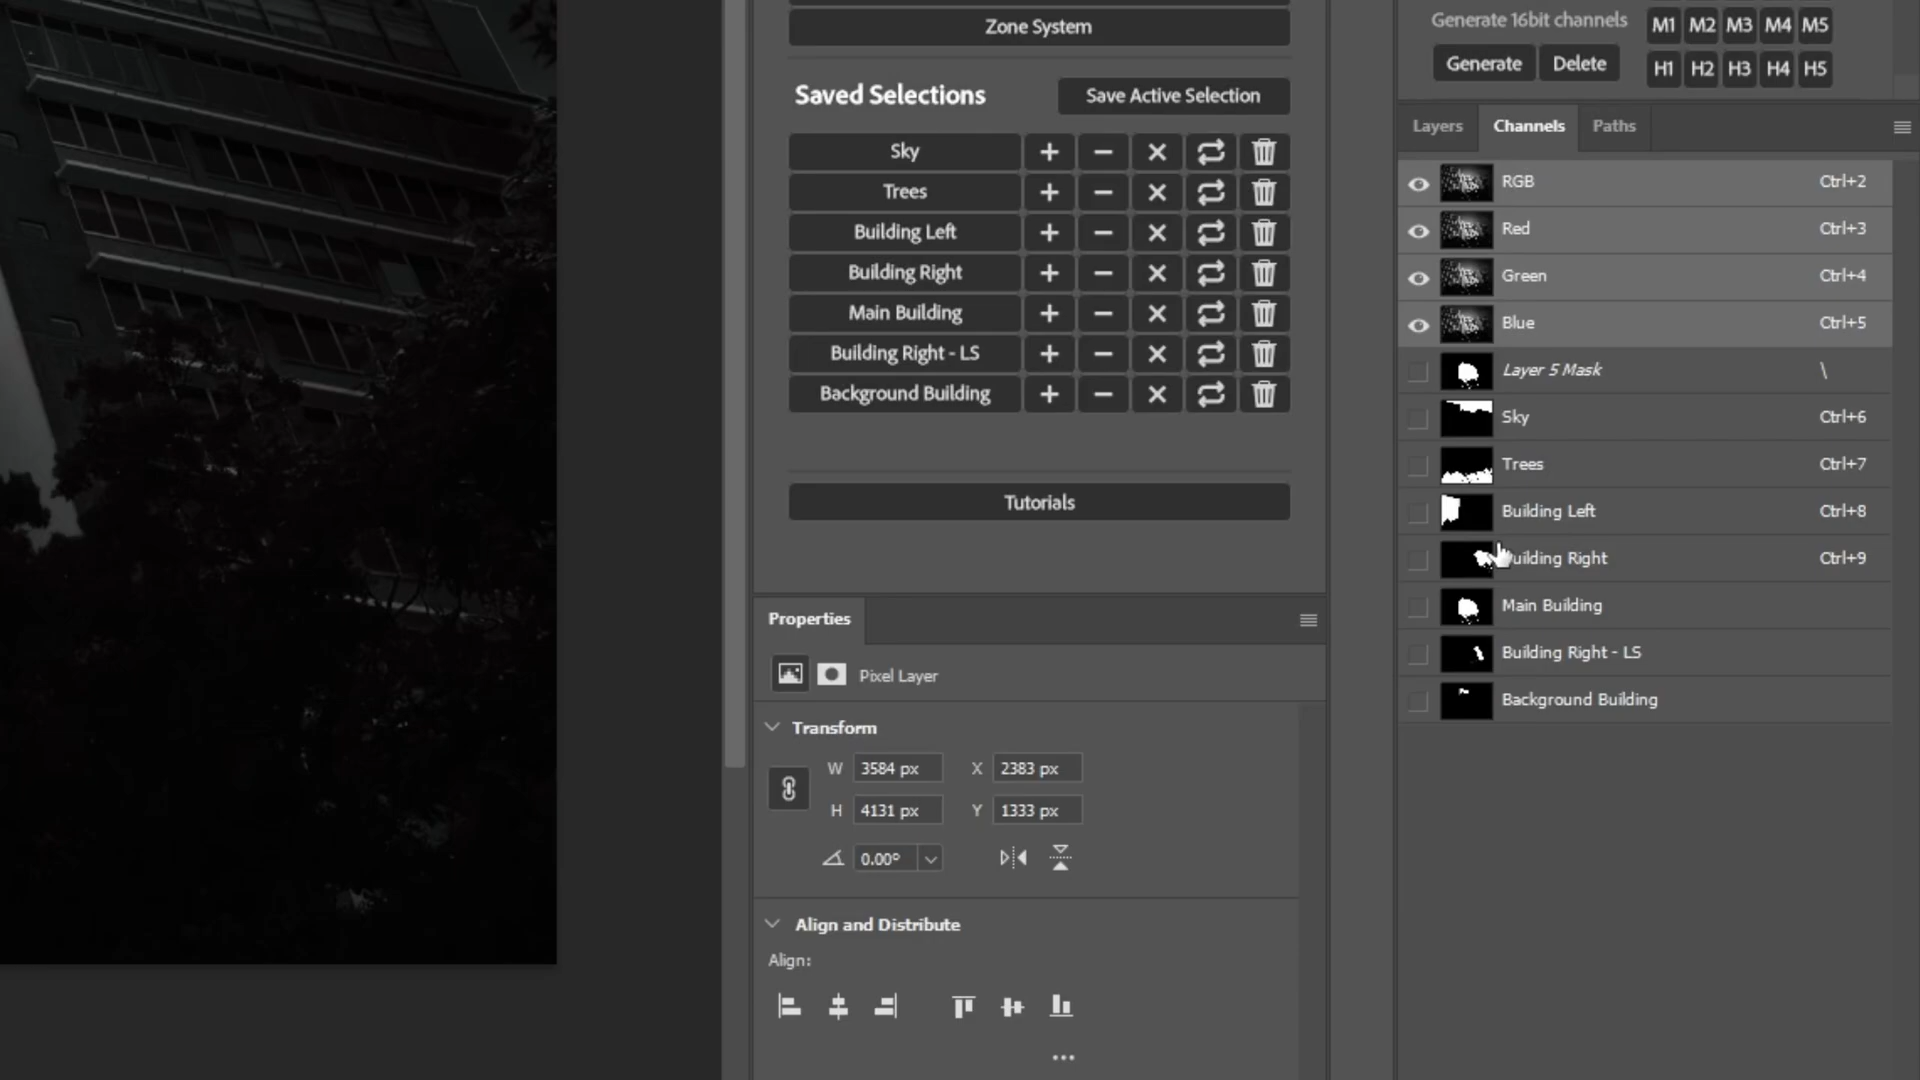 Zone System
Saved Selections
Save Active Selection
Sky
Trees
Building Left
Building Right
Main Building
Building Right - LS
Background Building
Tutorials
Properties
Pixel Layer
Transform
W 3584 px X 2383 px
H 4131 px Y 1333 px
0.00°
Align and Distribute
Align:
Generate 16bit channels
Generate Delete
M1 M2 M3 M4 M5
H1 H2 H3 H4 H5
Layers Channels Paths
RGB Ctrl+2
Red Ctrl+3
Green Ctrl+4
Blue Ctrl+5
Layer 5 Mask \
Sky Ctrl+6
Trees Ctrl+7
Building Left Ctrl+8
Building Right Ctrl+9
Main Building
Building Right - LS
Background Building